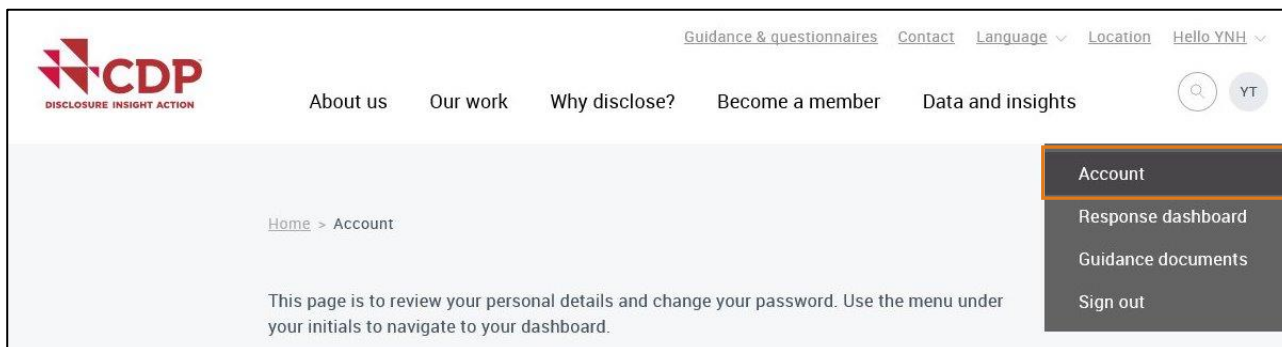 Guidance & questionnaires Contact Language Location Hello YNH
CDP
DISCLOSURE INSIGHT ACTION
About us Our work Why disclose? Become a member Data and insights YT
Account
Response dashboard
Guidance documents
Sign out
Home > Account
This page is to review your personal details and change your password. Use the menu under
your initials to navigate to your dashboard.